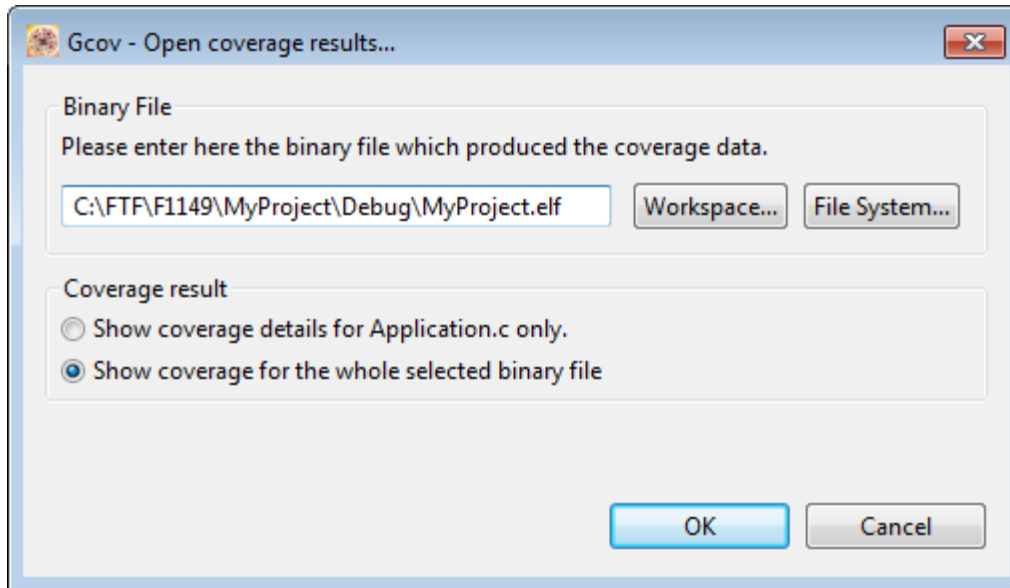 Gcov - Open coverage results...
Binary File
Please enter here the binary file which produced the coverage data.
C:\FTF\F1149\MyProject\Debug\MyProject.elf
Workspace...
File System...
Coverage result
Show coverage details for Application.c only.
Show coverage for the whole selected binary file
OK
Cancel